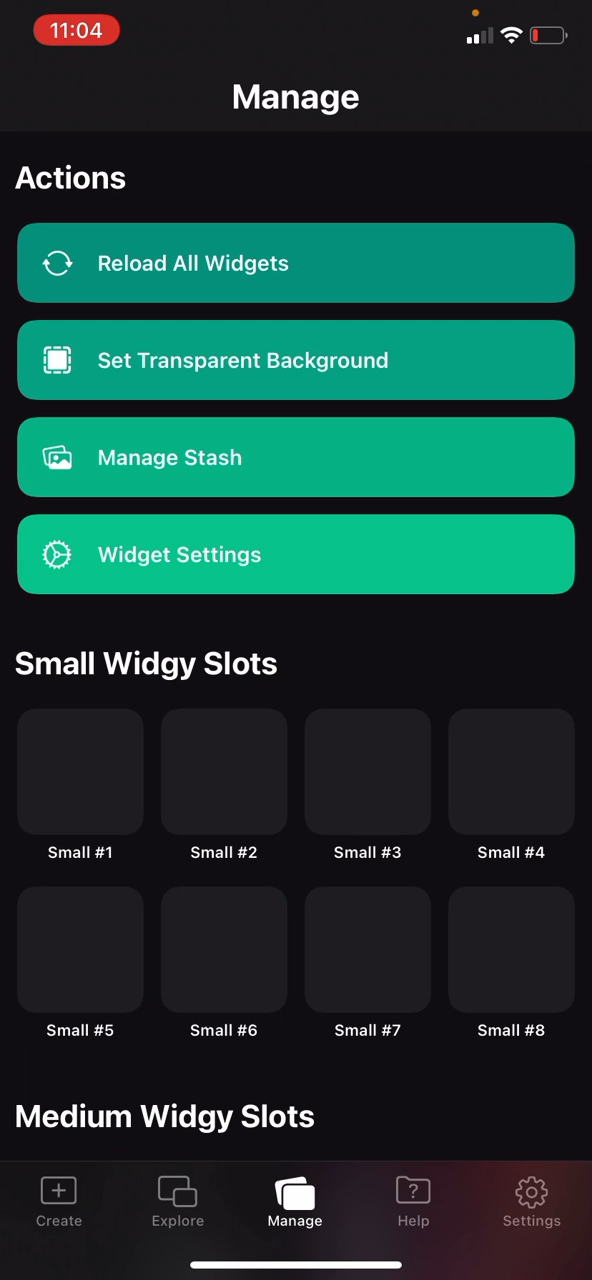 11:04
Manage
Actions
Reload All Widgets
Set Transparent Background
Manage Stash
Widget Settings
Small Widgy Slots
Small #1 Small #2 Small #3 Small #4
Small #5 Small #6 Small #7 Small #8
Medium Widgy Slots
Create Explore Manage Help Settings